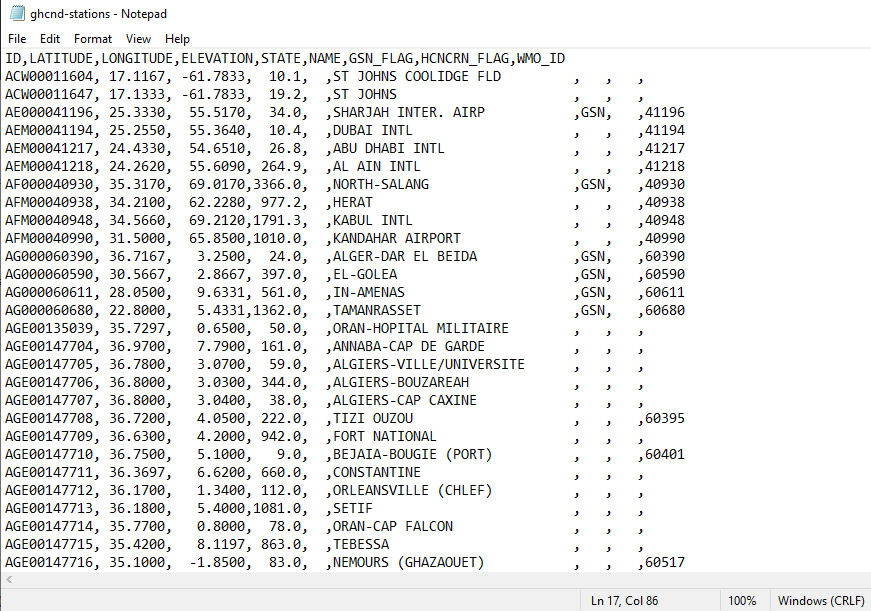 ghcnd-stations - Notepad
File Edit Format View Help
ID,LATITUDE,LONGITUDE,ELEVATION,STATE,NAME,GSN_FLAG,HCNCRN_FLAG,WMO_ID
ACW00011604, 17.1167, -61.7833,  10.1,  ,ST JOHNS COOLIDGE FLD         ,   ,   ,
ACW00011647, 17.1333, -61.7833,  19.2,  ,ST JOHNS                      ,   ,   ,
AE000041196, 25.3330,  55.5170,  34.0,  ,SHARJAH INTER. AIRP           ,GSN,   ,41196
AEM00041194, 25.2550,  55.3640,  10.4,  ,DUBAI INTL                    ,   ,   ,41194
AEM00041217, 24.4330,  54.6510,  26.8,  ,ABU DHABI INTL                ,   ,   ,41217
AEM00041218, 24.2620,  55.6090, 264.9,  ,AL AIN INTL                   ,   ,   ,41218
AF000040930, 35.3170,  69.0170,3366.0,  ,NORTH-SALANG                  ,GSN,   ,40930
AFM00040938, 34.2100,  62.2280, 977.2,  ,HERAT                         ,   ,   ,40938
AFM00040948, 34.5660,  69.2120,1791.3,  ,KABUL INTL                    ,   ,   ,40948
AFM00040990, 31.5000,  65.8500,1010.0,  ,KANDAHAR AIRPORT              ,   ,   ,40990
AG000060390, 36.7167,   3.2500,  24.0,  ,ALGER-DAR EL BEIDA            ,GSN,   ,60390
AG000060590, 30.5667,   2.8667, 397.0,  ,EL-GOLEA                      ,GSN,   ,60590
AG000060611, 28.0500,   9.6331, 561.0,  ,IN-AMENAS                     ,GSN,   ,60611
AG000060680, 22.8000,   5.4331,1362.0,  ,TAMANRASSET                   ,GSN,   ,60680
AGE00135039, 35.7297,   0.6500,  50.0,  ,ORAN-HOPITAL MILITAIRE        ,   ,   ,
AGE00147704, 36.9700,   7.7900, 161.0,  ,ANNABA-CAP DE GARDE           ,   ,   ,
AGE00147705, 36.7800,   3.0700,  59.0,  ,ALGIERS-VILLE/UNIVERSITE      ,   ,   ,
AGE00147706, 36.8000,   3.0300, 344.0,  ,ALGIERS-BOUZAREAH             ,   ,   ,
AGE00147707, 36.8000,   3.0400,  38.0,  ,ALGIERS-CAP CAXINE            ,   ,   ,
AGE00147708, 36.7200,   4.0500, 222.0,  ,TIZI OUZOU                    ,   ,   ,60395
AGE00147709, 36.6300,   4.2000, 942.0,  ,FORT NATIONAL                 ,   ,   ,
AGE00147710, 36.7500,   5.1000,   9.0,  ,BEJAIA-BOUGIE (PORT)          ,   ,   ,60401
AGE00147711, 36.3697,   6.6200, 660.0,  ,CONSTANTINE                   ,   ,   ,
AGE00147712, 36.1700,   1.3400, 112.0,  ,ORLEANSVILLE (CHLEF)          ,   ,   ,
AGE00147713, 36.1800,   5.4000,1081.0,  ,SETIF                         ,   ,   ,
AGE00147714, 35.7700,   0.8000,  78.0,  ,ORAN-CAP FALCON               ,   ,   ,
AGE00147715, 35.4200,   8.1197, 863.0,  ,TEBESSA                       ,   ,   ,
AGE00147716, 35.1000,  -1.8500,  83.0,  ,NEMOURS (GHAZAOUET)           ,   ,   ,60517
Ln 17, Col 86 100% Windows (CRLF)